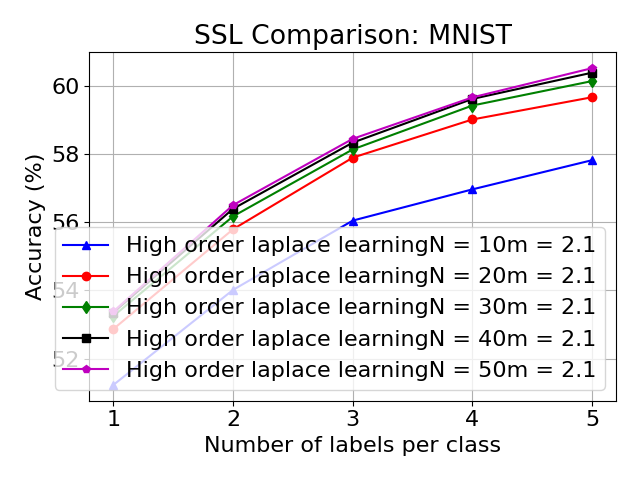 SSL Comparison: MNIST
Accuracy (%)
60
58
56
54
52
High order laplace learningN = 10m = 2.1
High order laplace learningN = 20m = 2.1
High order laplace learningN = 30m = 2.1
High order laplace learningN = 40m = 2.1
High order laplace learningN = 50m = 2.1
1 2 3 4 5
Number of labels per class